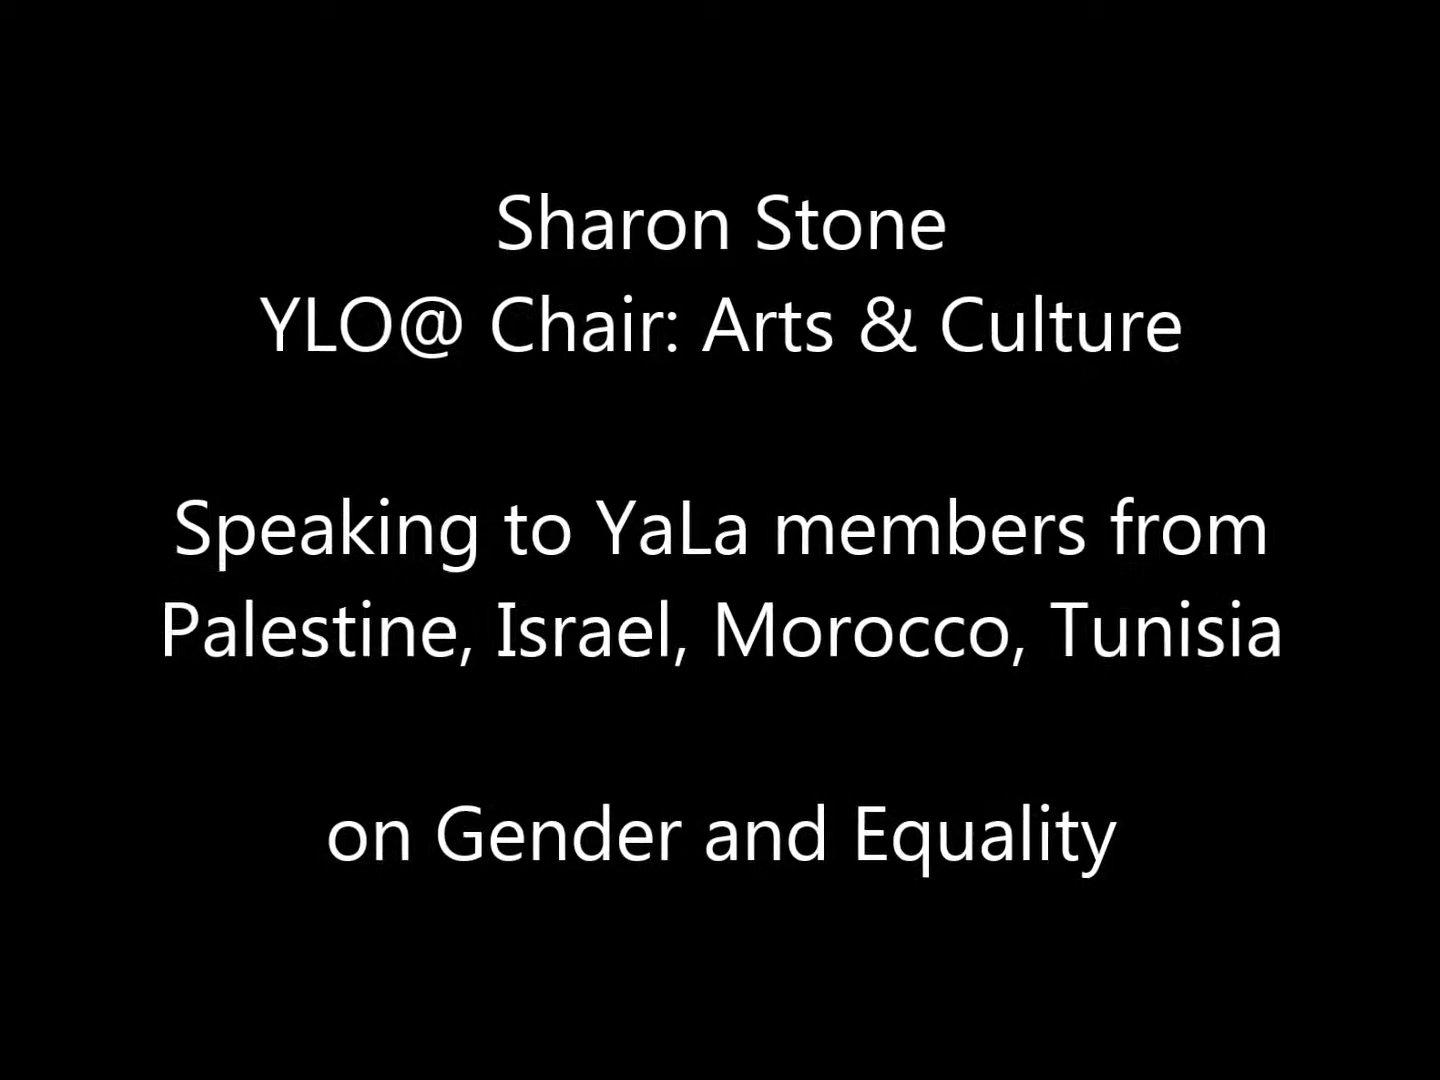 Sharon Stone
YLO@ Chair: Arts & Culture
Speaking to YaLa members from
Palestine, Israel, Morocco, Tunisia
on Gender and Equality